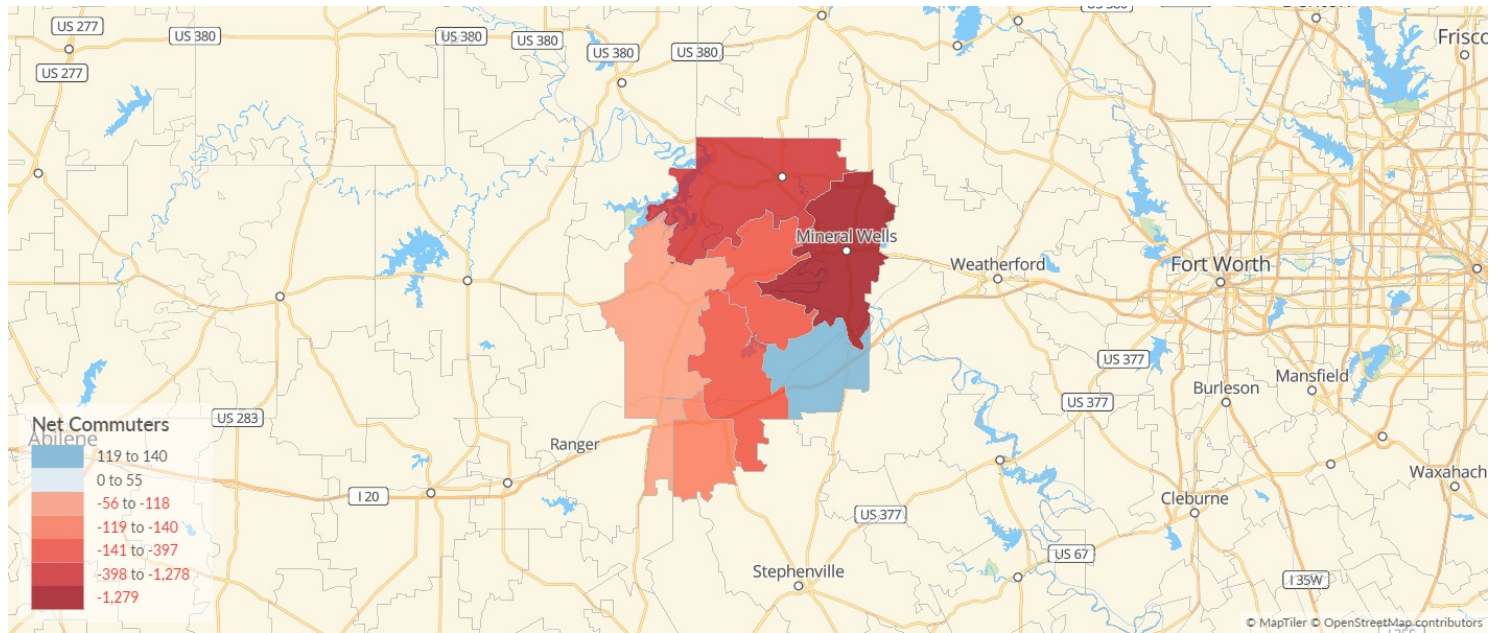 US 380
Denton
US 277
US 380
US 380
US 380
US 380
US 380
Frisco
US 277
Mineral Wells
Weatherford
Fort Worth
US 377
Mansfield
Burleson
US 377
Net Commuters
US 283
Abilene
Ranger
119 to 140
0 to 55
-56 to -118
-119 to -140
-141 to -397
-398 to -1,278
-1,279
I 20
Waxahach
Cleburne
US 377
US 67
Stephenville
I 35W
© MapTiler © OpenStreetMap contributors